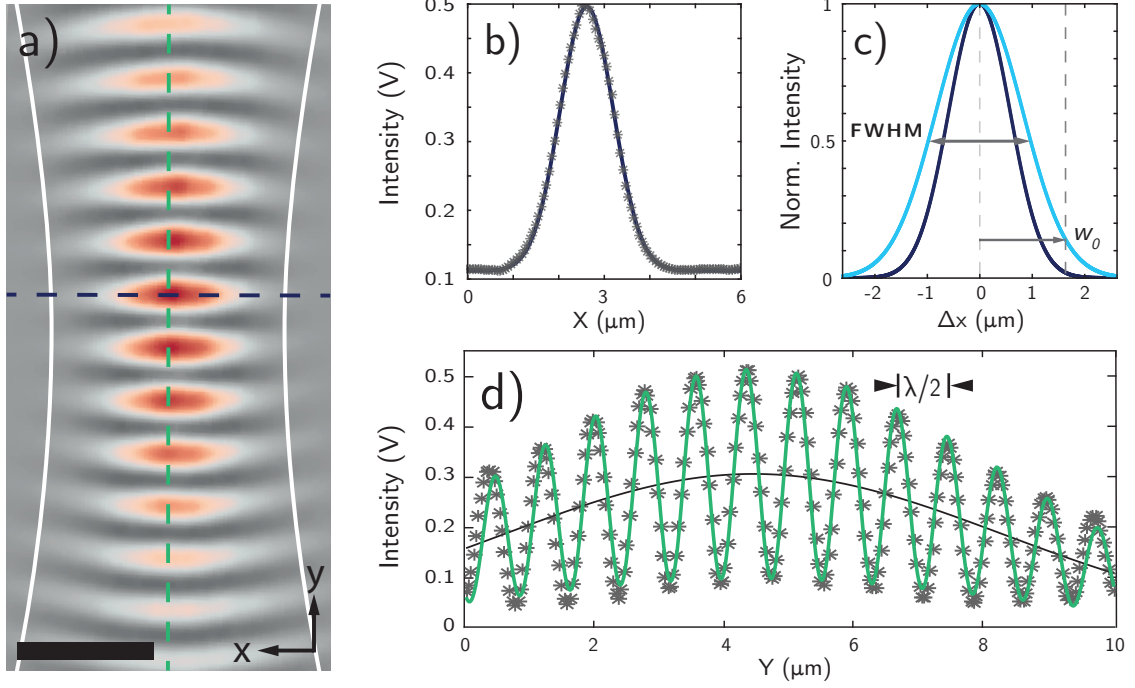 a)
y
x
b)
Intensity (V)
0.5
0.4
0.3
0.2
0.1
0 3 6
X (μm)
c)
Norm. Intensity
1
0.5
0
FWHM
w0
-2 -1 0 1 2
Δx (μm)
d)
λ/2
Intensity (V)
0.5
0.4
0.3
0.2
0.1
0
0 2 4 6 8 10
Y (μm)